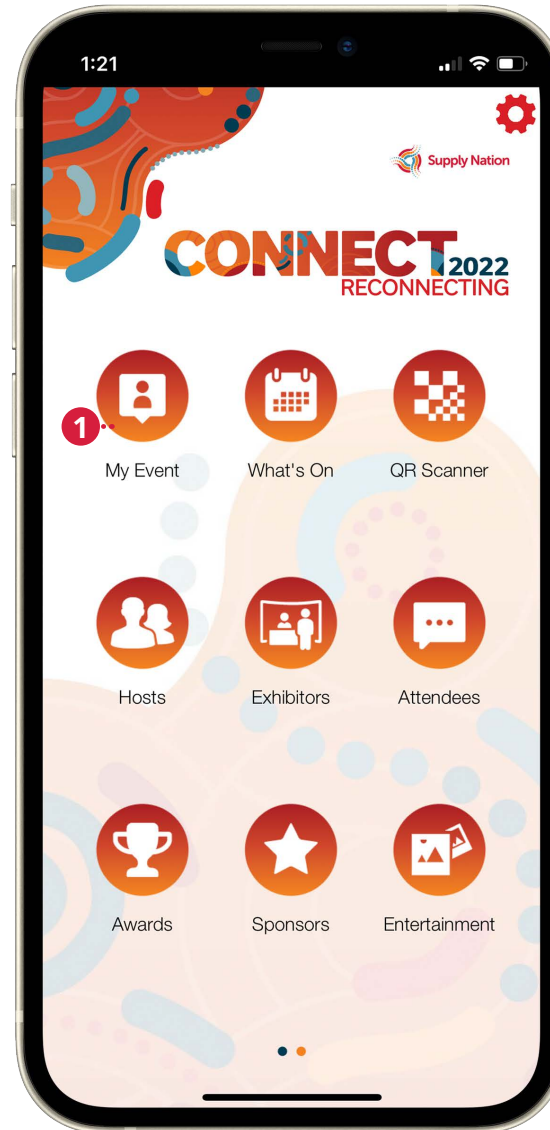 1:21
Supply Nation
CONNECT 2022
RECONNECTING
1
My Event What's On QR Scanner
Hosts Exhibitors Attendees
Awards Sponsors Entertainment